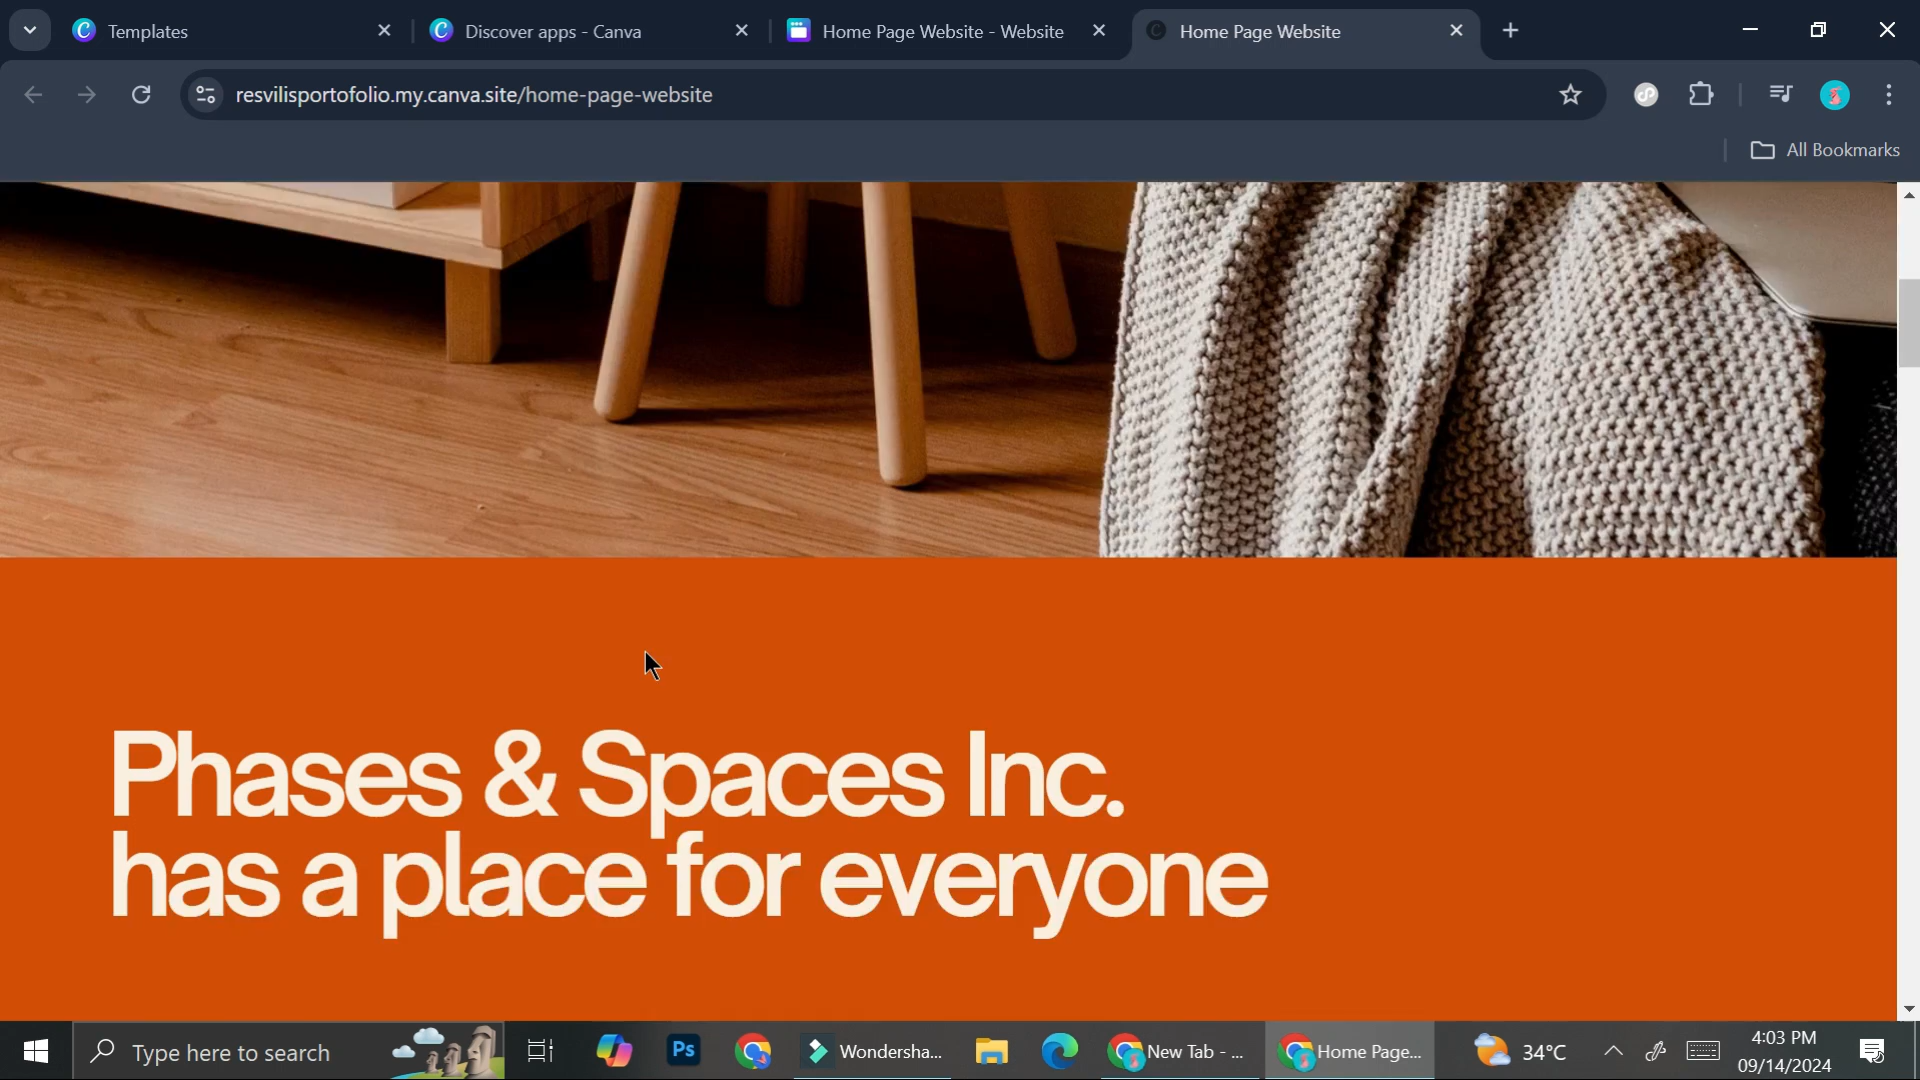 Templates
Discover apps - Canva
Home Page Website - Website
Home Page Website
resvilisportofolio.my.canva.site/home-page-website
All Bookmarks
Phases & Spaces Inc.
has a place for everyone
Type here to search
Ps
Wondersha...
New Tab - ...
Home Page...
34°C
4:03 PM
09/14/2024